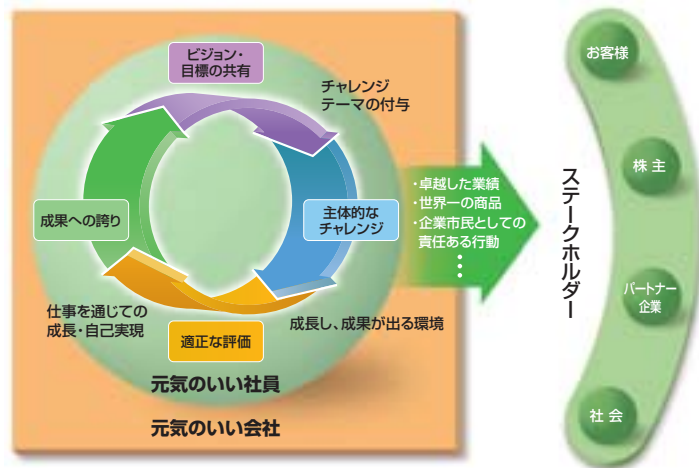 ビジョン・
目標の共有
チャレンジ
テーマの付与
主体的な
チャレンジ
成長し、成果が出る環境
適正な評価
仕事を通じての
成長・自己実現
成果への誇り
元気のいい社員
元気のいい会社
・卓越した業績
・世界一の商品
・企業市民としての
責任ある行動
⋮
ステークホルダー
お客様
株主
パートナー
企業
社会